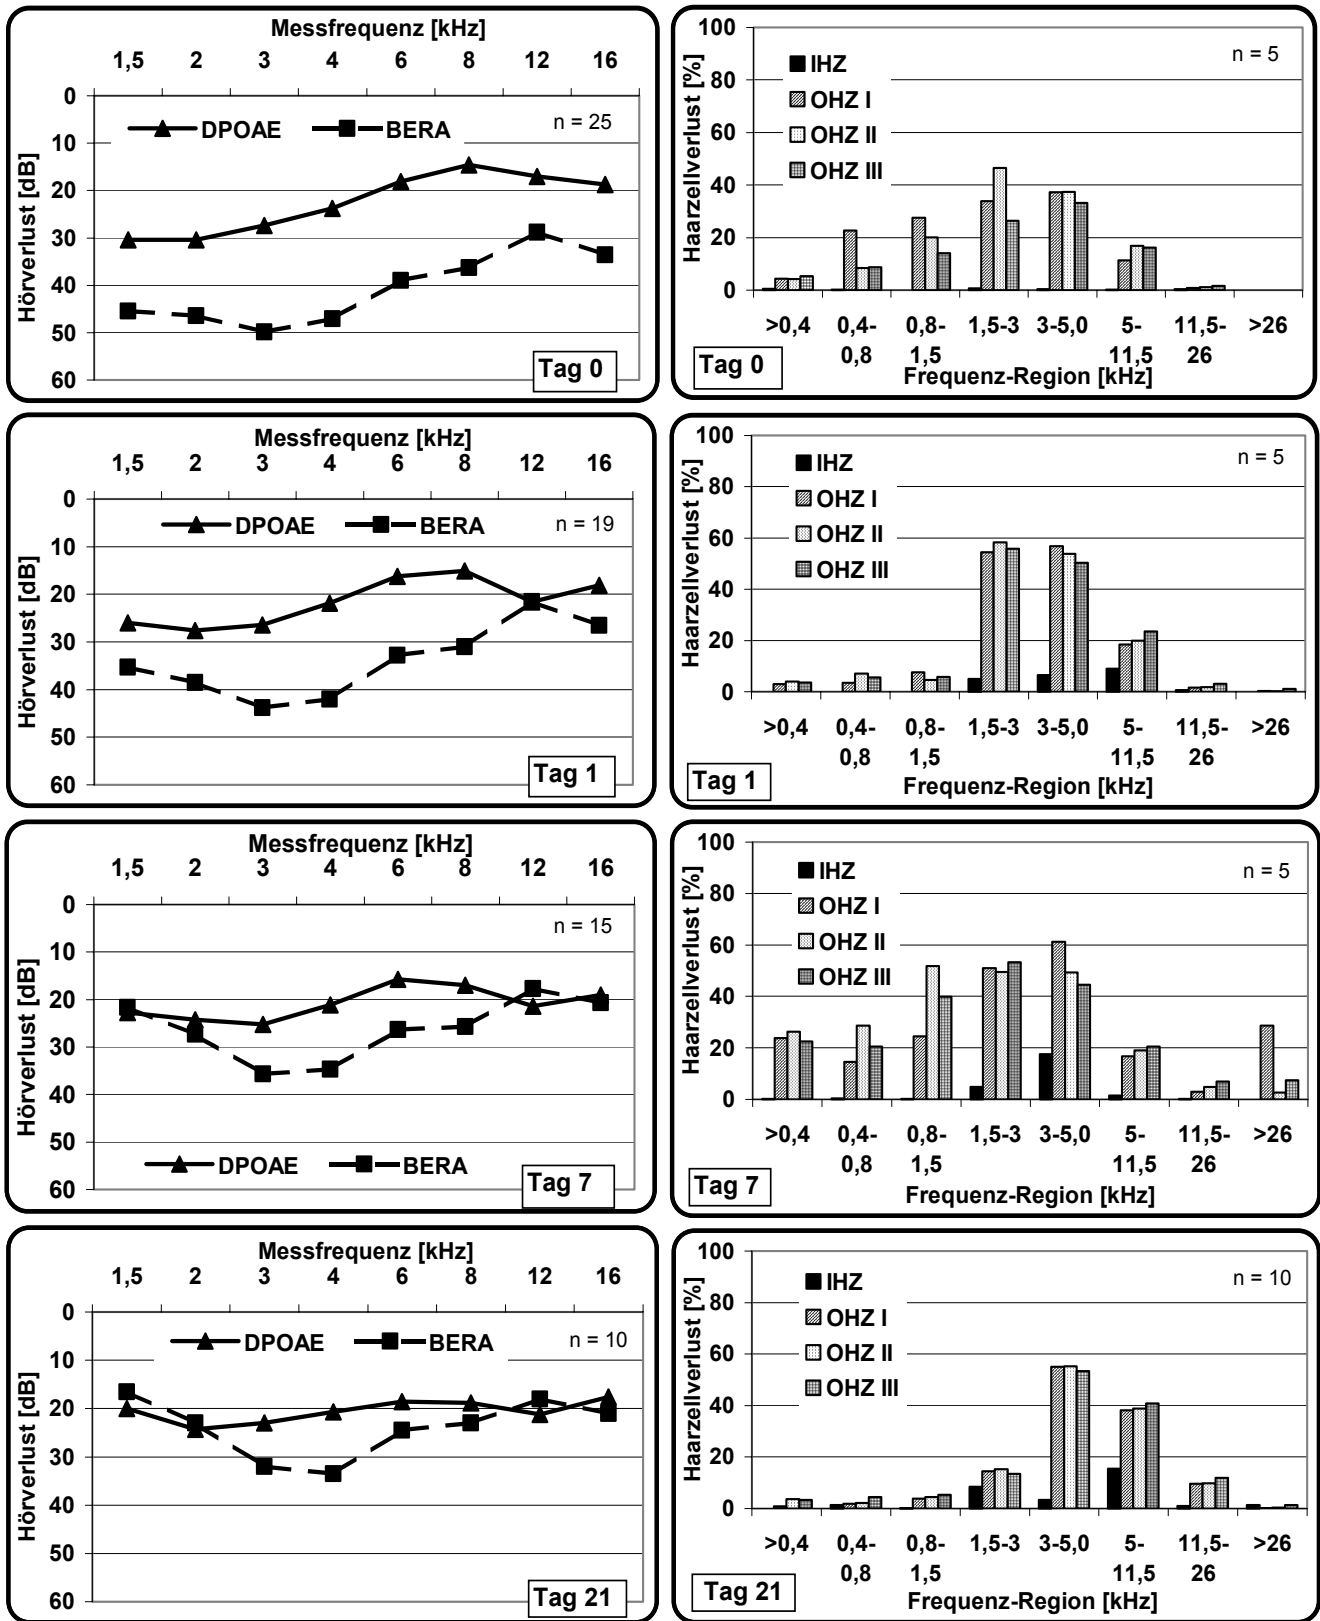 Messfrequenz [kHz]
1,5 2 3 4 6 8 12 16
0
10
20
30
40
50
60
Hörverlust [dB]
DPOAE BERA
n = 25
Tag 0
100
80
60
40
20
0
Haarzellverlust [%]
n = 5
IHZ
OHZ I
OHZ II
OHZ III
>0,4 0,4- 0,8- 1,5-3 3-5,0 5- 11,5- >26
0,8 1,5 11,5 26
Tag 0
Frequenz-Region [kHz]
Messfrequenz [kHz]
1,5 2 3 4 6 8 12 16
0
10
20
30
40
50
60
Hörverlust [dB]
DPOAE BERA
n = 19
Tag 1
100
80
60
40
20
0
Haarzellverlust [%]
n = 5
IHZ
OHZ I
OHZ II
OHZ III
>0,4 0,4- 0,8- 1,5-3 3-5,0 5- 11,5- >26
0,8 1,5 11,5 26
Tag 1
Frequenz-Region [kHz]
Messfrequenz [kHz]
1,5 2 3 4 6 8 12 16
0
10
20
30
40
50
60
Hörverlust [dB]
n = 15
DPOAE BERA
Tag 7
100
80
60
40
20
0
Haarzellverlust [%]
n = 5
IHZ
OHZ I
OHZ II
OHZ III
>0,4 0,4- 0,8- 1,5-3 3-5,0 5- 11,5- >26
0,8 1,5 11,5 26
Tag 7
Frequenz-Region [kHz]
Messfrequenz [kHz]
1,5 2 3 4 6 8 12 16
0
10
20
30
40
50
60
Hörverlust [dB]
DPOAE BERA
n = 10
Tag 21
100
80
60
40
20
0
Haarzellverlust [%]
n = 10
IHZ
OHZ I
OHZ II
OHZ III
>0,4 0,4- 0,8- 1,5-3 3-5,0 5- 11,5- >26
0,8 1,5 11,5 26
Tag 21
Frequenz-Region [kHz]